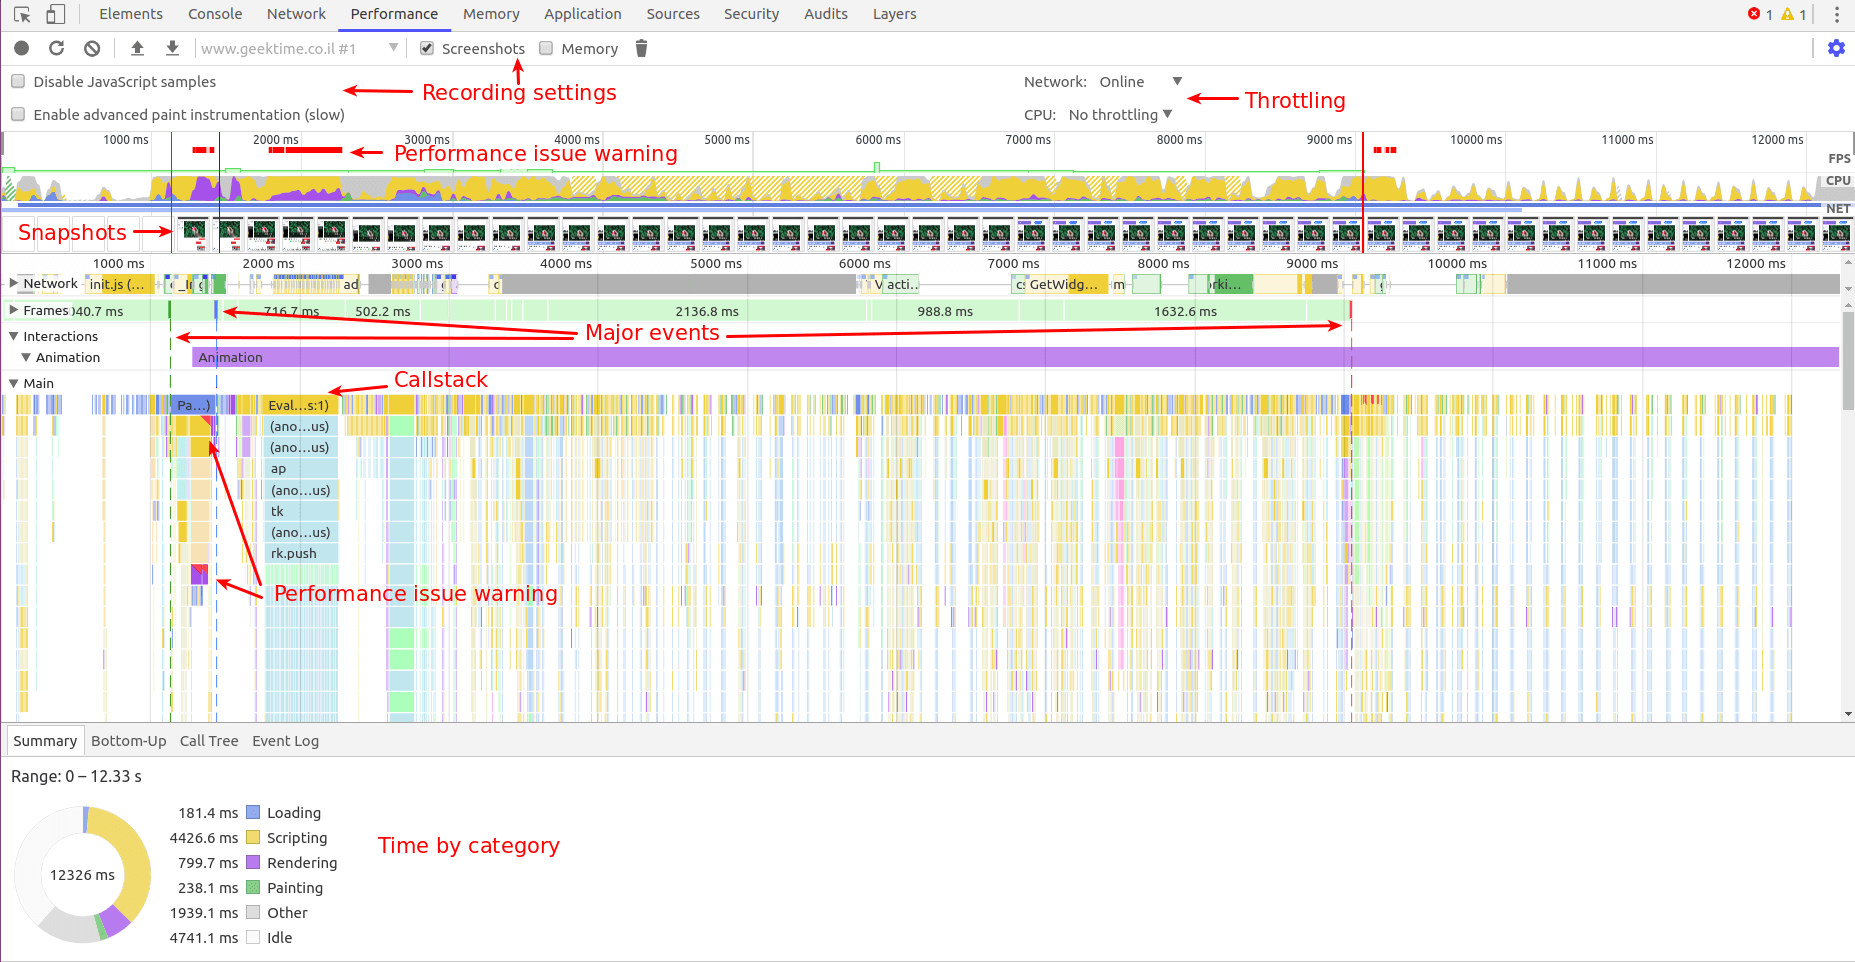 Elements Console Network Performance Memory Application Sources Security Audits Layers 1 1
www.geektime.co.il #1 Screenshots Memory
Disable JavaScript samples Network: Online
Recording settings Throttling
Enable advanced paint instrumentation (slow) CPU: No throttling
1000 ms 2000 ms 3000 ms 4000 ms 5000 ms 6000 ms 7000 ms 8000 ms 9000 ms 10000 ms 11000 ms 12000 ms
Performance issue warning
FPS
CPU
NET
Snapshots
1000 ms 2000 ms 3000 ms 4000 ms 5000 ms 6000 ms 7000 ms 8000 ms 9000 ms 10000 ms 11000 ms 12000 ms
Network init.js (... ad acti... GetWidg... m
Frames 040.7 ms 716.7 ms 502.2 ms 2136.8 ms 988.8 ms 1632.6 ms
Major events
Interactions
Animation Animation
Callstack
Main
Pa...) Eval...s:1)
(ano...us)
(ano...us)
ap
(ano...us)
tk
(ano...us)
rk.push
Performance issue warning
Summary Bottom-Up Call Tree Event Log
Range: 0 – 12.33 s
181.4 ms Loading
4426.6 ms Scripting
Time by category
799.7 ms Rendering
12326 ms
238.1 ms Painting
1939.1 ms Other
4741.1 ms Idle